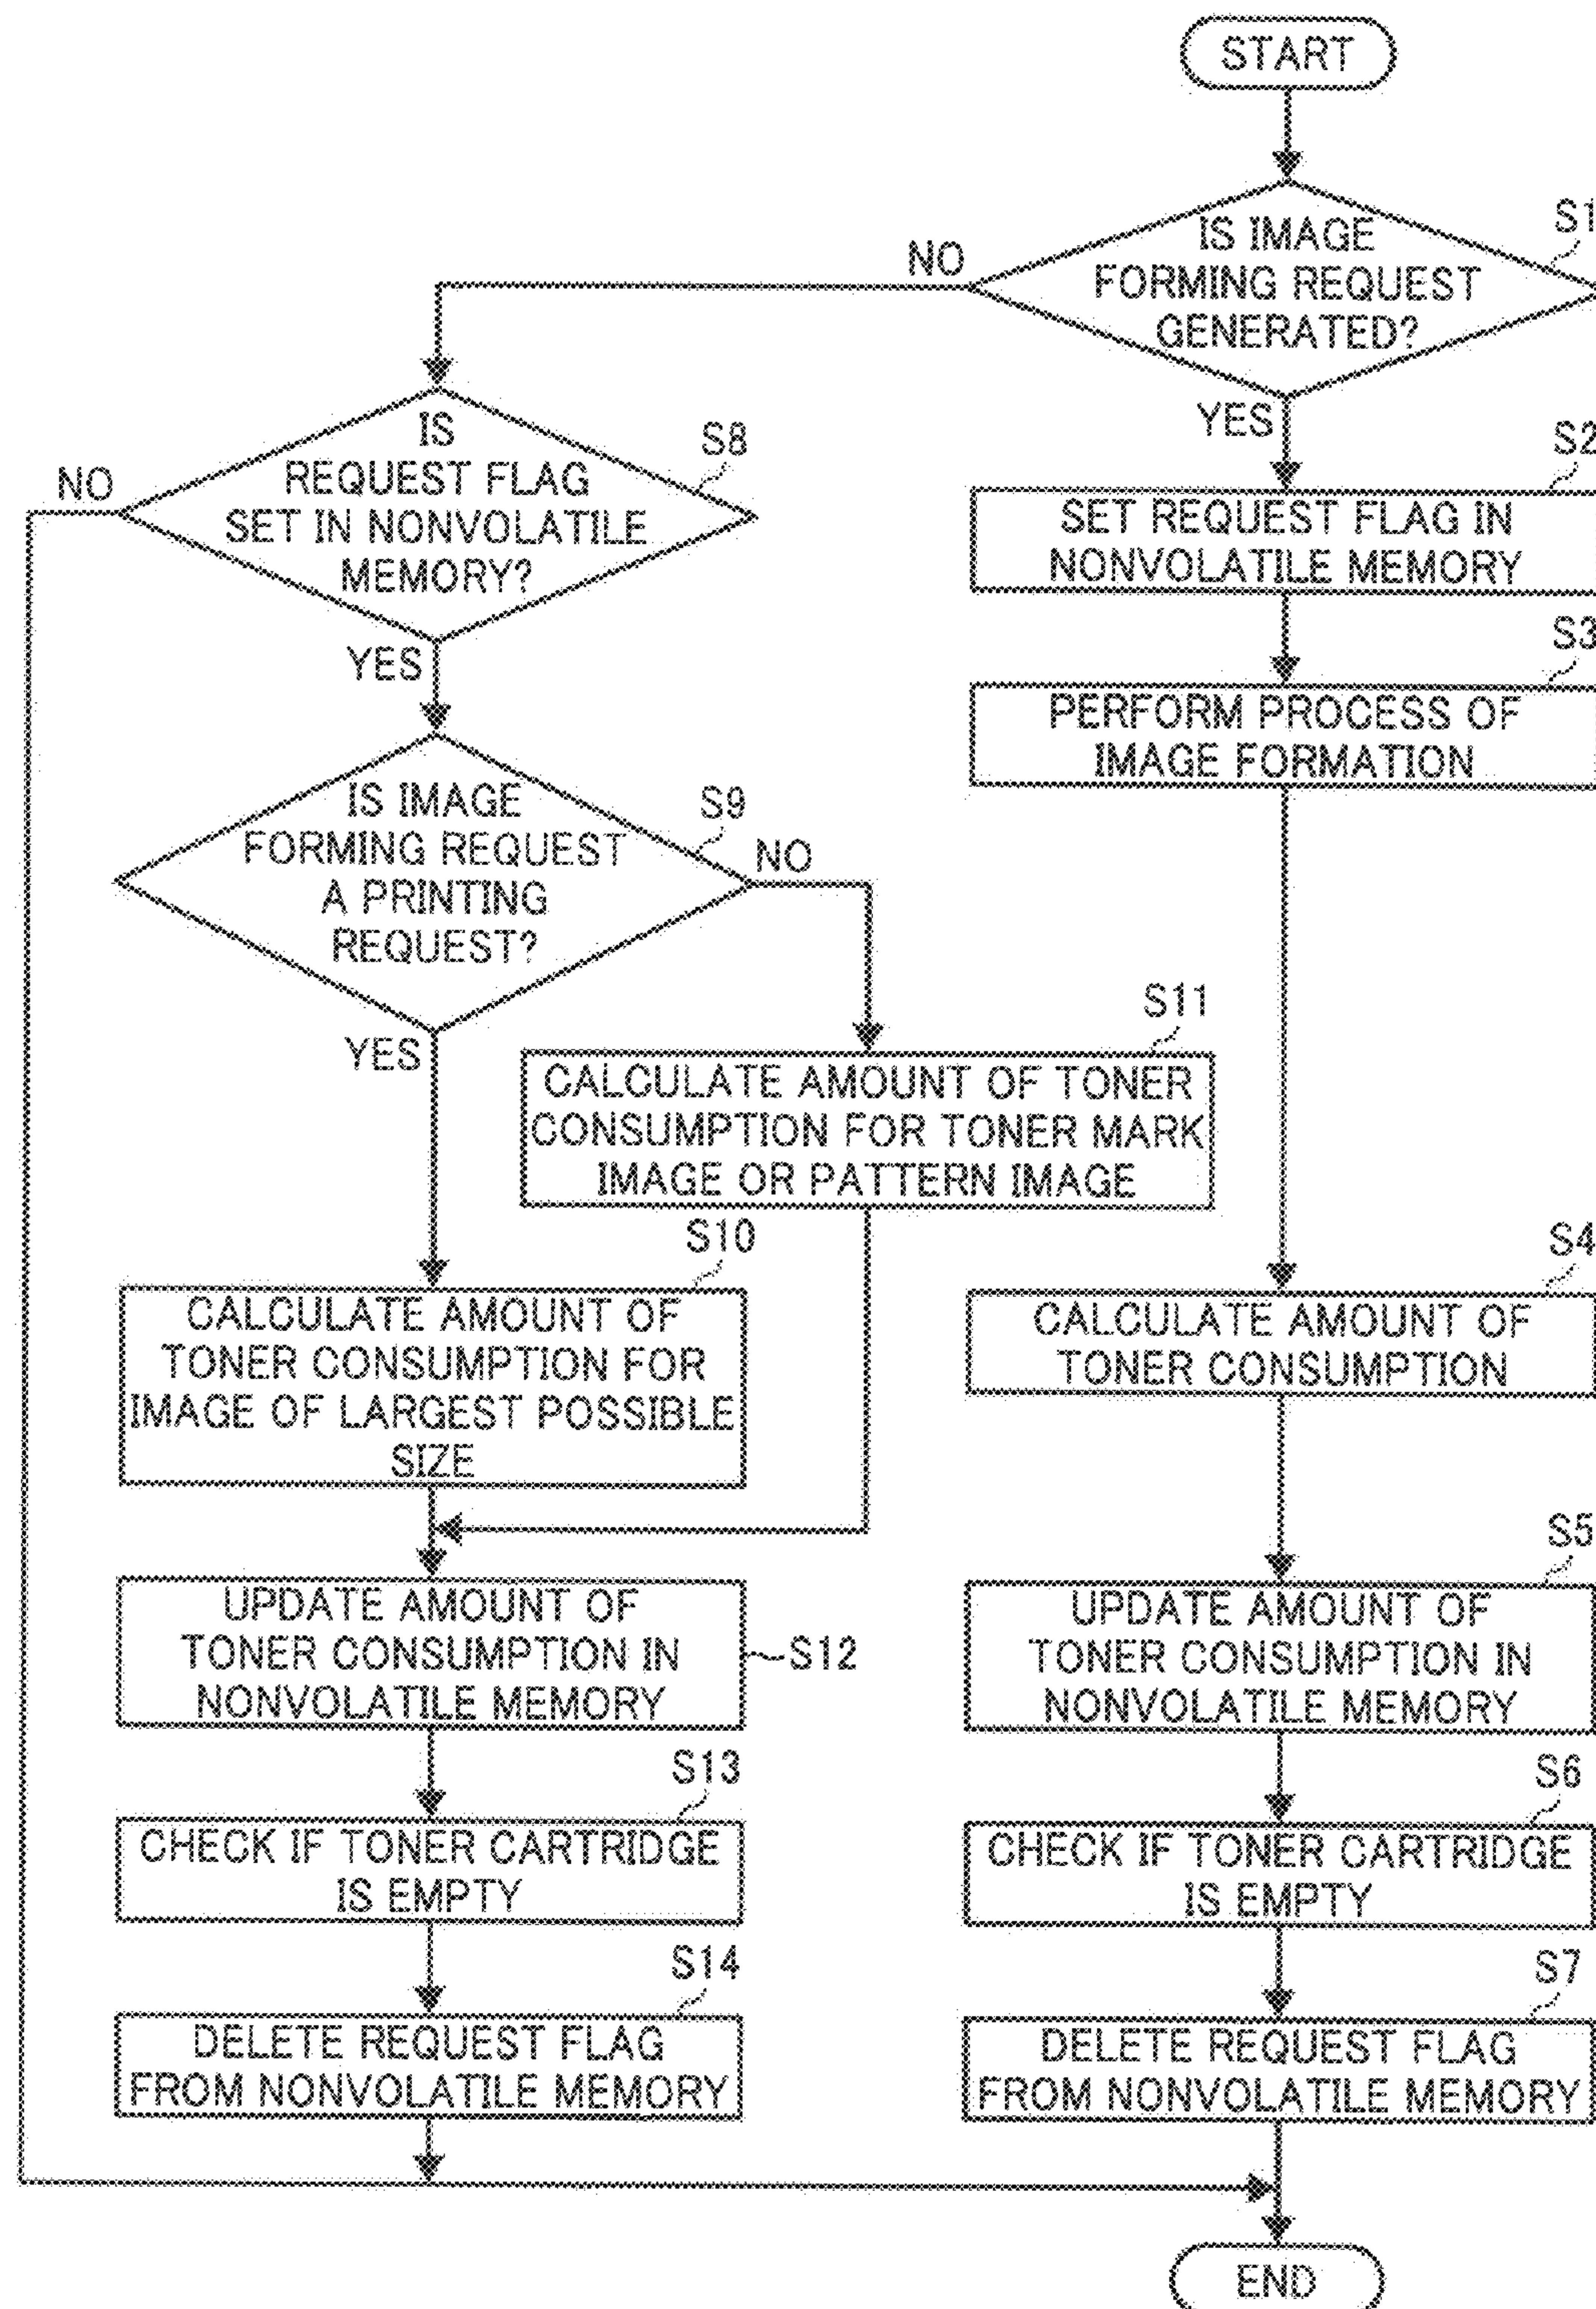 START
S1
IS IMAGE
FORMING REQUEST
GENERATED?
NO
YES
S2
SET REQUEST FLAG IN
NONVOLATILE MEMORY
S3
PERFORM PROCESS OF
IMAGE FORMATION
S4
CALCULATE AMOUNT OF
TONER CONSUMPTION
S5
UPDATE AMOUNT OF
TONER CONSUMPTION IN
NONVOLATILE MEMORY
S6
CHECK IF TONER CARTRIDGE
IS EMPTY
S7
DELETE REQUEST FLAG
FROM NONVOLATILE MEMORY
S8
IS
REQUEST FLAG
SET IN NONVOLATILE
MEMORY?
NO
YES
S9
IS IMAGE
FORMING REQUEST
A PRINTING
REQUEST?
NO
YES
S11
CALCULATE AMOUNT OF TONER
CONSUMPTION FOR TONER MARK
IMAGE OR PATTERN IMAGE
S10
CALCULATE AMOUNT OF
TONER CONSUMPTION FOR
IMAGE OF LARGEST POSSIBLE
SIZE
UPDATE AMOUNT OF
TONER CONSUMPTION IN
NONVOLATILE MEMORY
S12
S13
CHECK IF TONER CARTRIDGE
IS EMPTY
S14
DELETE REQUEST FLAG
FROM NONVOLATILE MEMORY
END